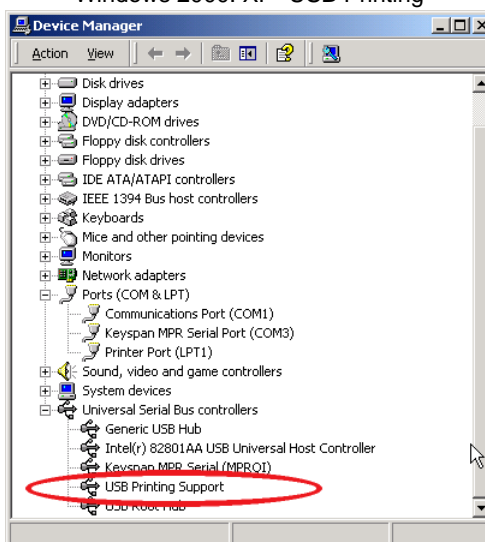 Windows 2000/XP - USB Printing
Device Manager
Action View
Disk drives
Display adapters
DVD/CD-ROM drives
Floppy disk controllers
Floppy disk drives
IDE ATA/ATAPI controllers
IEEE 1394 Bus host controllers
Keyboards
Mice and other pointing devices
Monitors
Network adapters
Ports (COM & LPT)
Communications Port (COM1)
Keyspan MPR Serial Port (COM3)
Printer Port (LPT1)
Sound, video and game controllers
System devices
Universal Serial Bus controllers
Generic USB Hub
Intel(r) 82801AA USB Universal Host Controller
Keyspan MPR Serial (MPRQI)
USB Printing Support
USB Root Hub